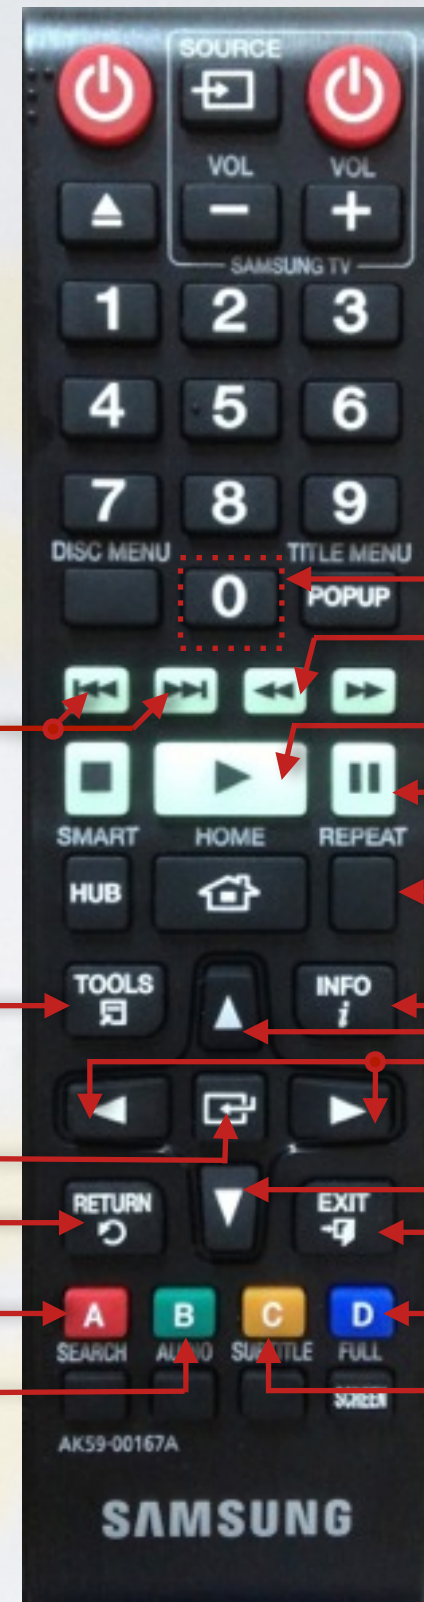 SOURCE
VOL VOL
SAMSUNG TV
1 2 3
4 5 6
7 8 9
DISC MENU TITLE MENU
0 POPUP
SMART HOME REPEAT
HUB
TOOLS INFO
i
RETURN EXIT
A B C D
SEARCH AUDIO SUBTITLE FULL
SCREEN
AK59-00167A
SAMSUNG